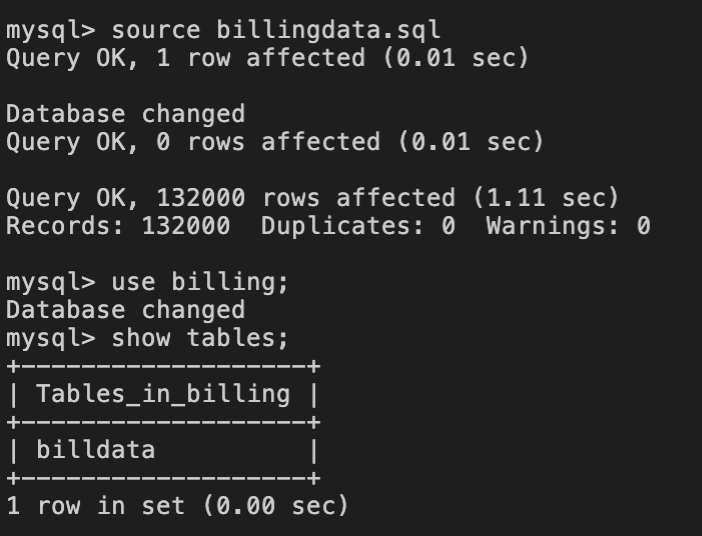 mysql> source billingdata.sql
Query OK, 1 row affected (0.01 sec)
Database changed
Query OK, 0 rows affected (0.01 sec)
Query OK, 132000 rows affected (1.11 sec)
Records: 132000  Duplicates: 0  Warnings: 0
mysql> use billing;
Database changed
mysql> show tables;
+-------------------+
| Tables_in_billing |
+-------------------+
| billdata          |
+-------------------+
1 row in set (0.00 sec)